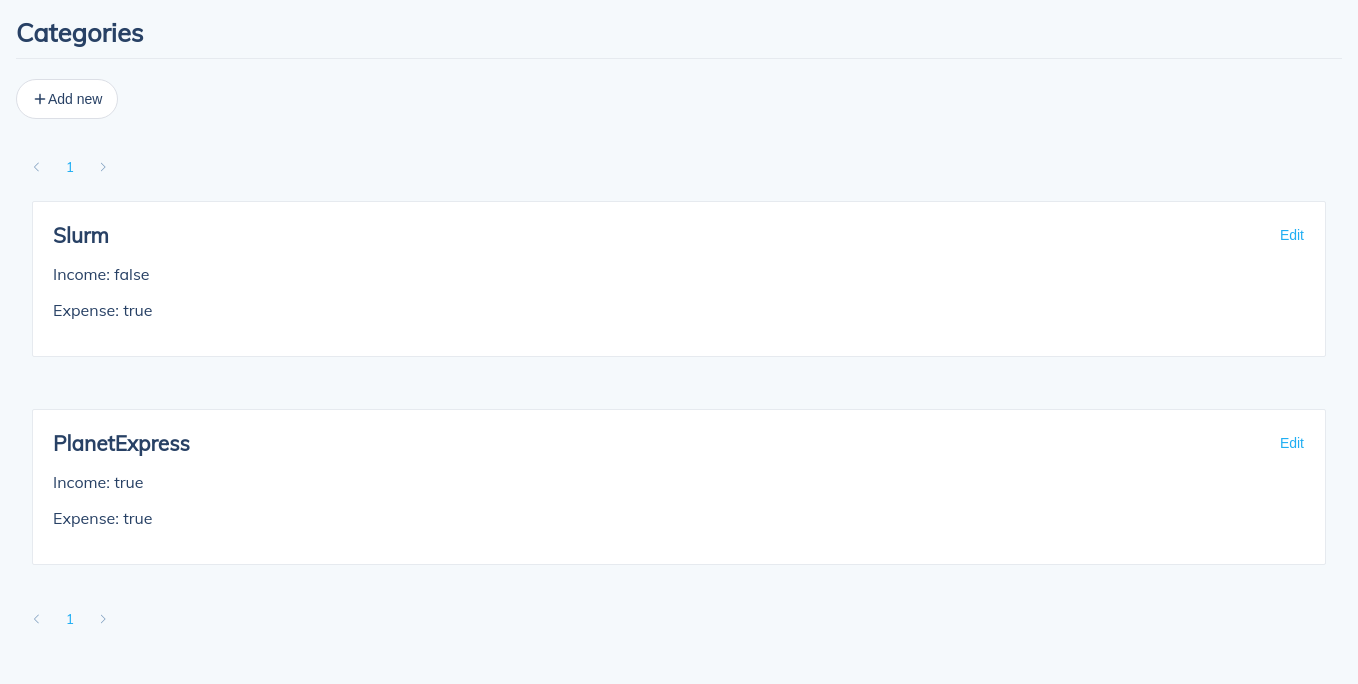 Categories
Add new
1
Slurm
Edit
Income: false
Expense: true
PlanetExpress
Edit
Income: true
Expense: true
1